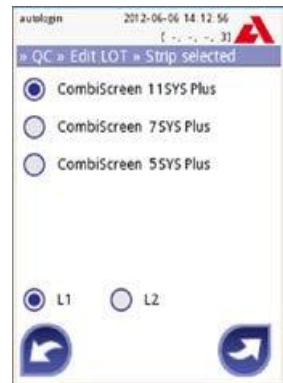 autologin 2012-06-06 14:12:56
[ -, -, -, 3]
» QC » Edit LOT » Strip selected
CombiScreen 11SYS Plus
CombiScreen 7SYS Plus
CombiScreen 5SYS Plus
L1 L2